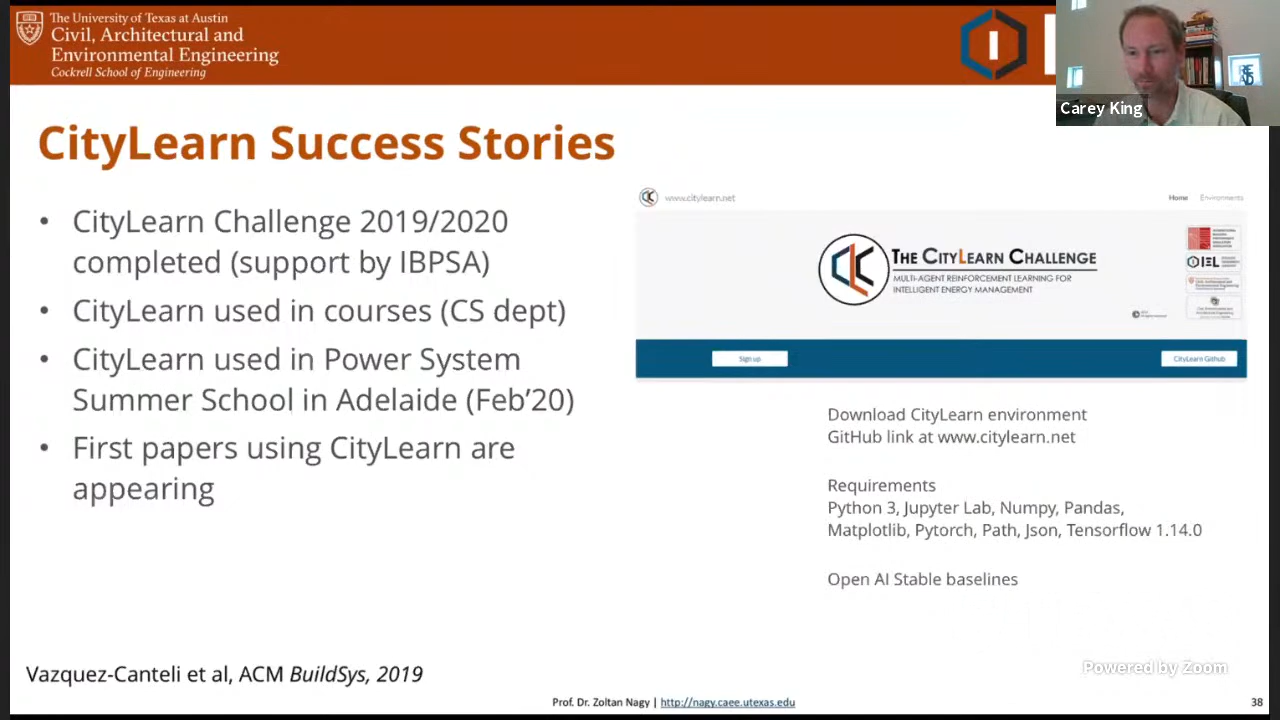 The University of Texas at Austin
Civil, Architectural and
Environmental Engineering
Cockrell School of Engineering
Carey King
CityLearn Success Stories
• CityLearn Challenge 2019/2020
completed (support by IBPSA)
• CityLearn used in courses (CS dept)
• CityLearn used in Power System
Summer School in Adelaide (Feb'20)
• First papers using CityLearn are
appearing
www.citylearn.net
Home Environments
THE CITYLEARN CHALLENGE
MULTI-AGENT REINFORCEMENT LEARNING FOR
INTELLIGENT ENERGY MANAGEMENT
IEL
Sign up
CityLearn Github
Download CityLearn environment
GitHub link at www.citylearn.net
Requirements
Python 3, Jupyter Lab, Numpy, Pandas,
Matplotlib, Pytorch, Path, Json, Tensorflow 1.14.0
Open AI Stable baselines
Vazquez-Canteli et al, ACM BuildSys, 2019
Powered by Zoom
Prof. Dr. Zoltan Nagy | http://nagy.caee.utexas.edu
38